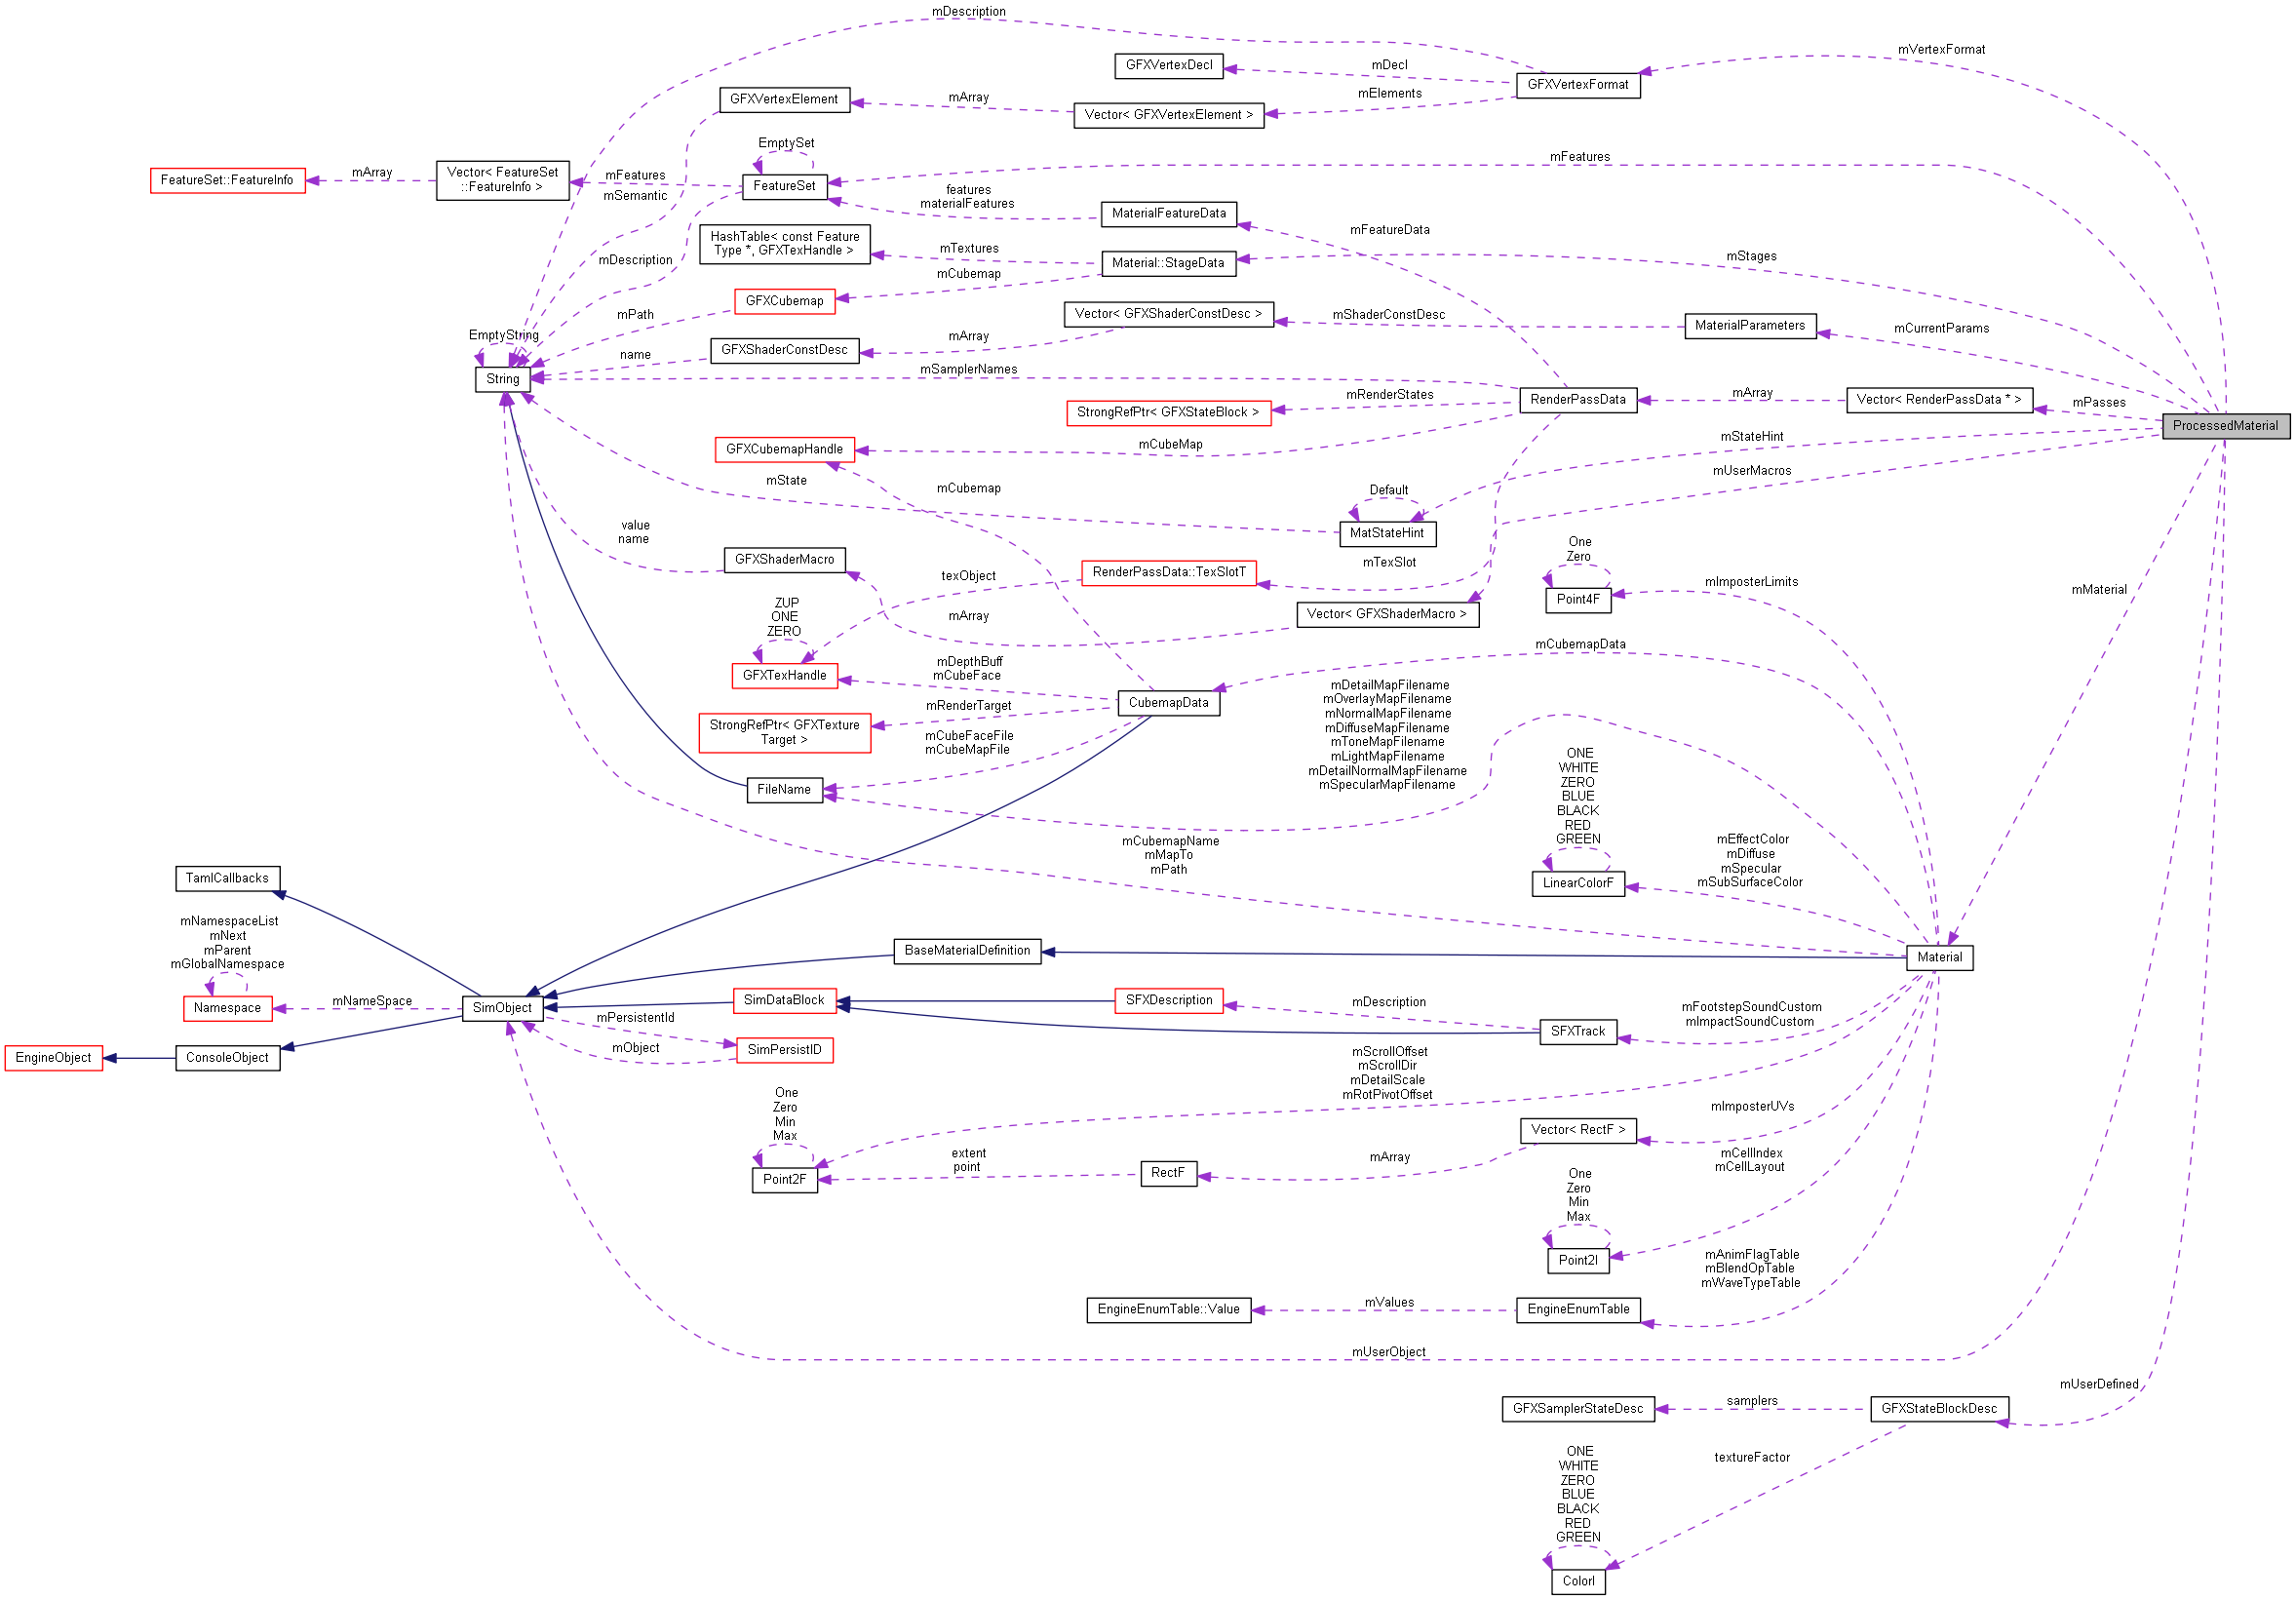 mDescription
mVertexFormat
GFXVertexDecl
mDecl
GFXVertexFormat
mElements
GFXVertexElement
mArray
Vector< GFXVertexElement >
EmptySet
mFeatures
FeatureSet::FeatureInfo
mArray
Vector< FeatureSet
::FeatureInfo >
mFeatures
mSemantic
FeatureSet
features
materialFeatures
MaterialFeatureData
mFeatureData
HashTable< const Feature
Type *, GFXTexHandle >
mTextures
Material::StageData
mStages
mDescription
mCubemap
GFXCubemap
mPath
Vector< GFXShaderConstDesc >
mShaderConstDesc
MaterialParameters
mCurrentParams
EmptyString
name
GFXShaderConstDesc
mArray
String
mSamplerNames
mRenderStates
RenderPassData
mArray
Vector< RenderPassData * >
mPasses
StrongRefPtr< GFXStateBlock >
ProcessedMaterial
GFXCubemapHandle
mCubeMap
mStateHint
mUserMacros
mState
mCubemap
Default
MatStateHint
value
name
GFXShaderMacro
mTexSlot
One
Zero
texObject
RenderPassData::TexSlotT
mImposterLimits
mMaterial
Point4F
ZUP
ONE
ZERO
mArray
Vector< GFXShaderMacro >
mCubemapData
GFXTexHandle
mDepthBuff
mCubeFace
mDetailMapFilename
mOverlayMapFilename
mNormalMapFilename
mDiffuseMapFilename
mToneMapFilename
mLightMapFilename
mDetailNormalMapFilename
mSpecularMapFilename
CubemapData
mRenderTarget
StrongRefPtr< GFXTexture
Target >
mCubeFaceFile
mCubeMapFile
FileName
ONE
WHITE
ZERO
BLUE
BLACK
RED
GREEN
mCubemapName
mMapTo
mPath
mEffectColor
mDiffuse
mSpecular
mSubSurfaceColor
LinearColorF
TamlCallbacks
mNamespaceList
mNext
mParent
mGlobalNamespace
BaseMaterialDefinition
Material
Namespace
mNameSpace
SimObject
SimDataBlock
SFXDescription
mDescription
mFootstepSoundCustom
mImpactSoundCustom
SFXTrack
mPersistentId
mObject
SimPersistID
EngineObject
ConsoleObject
mScrollOffset
mScrollDir
mDetailScale
mRotPivotOffset
One
Zero
Min
Max
mImposterUVs
Vector< RectF >
Point2F
extent
point
RectF
mArray
mCellIndex
mCellLayout
One
Zero
Min
Max
Point2I
mAnimFlagTable
mBlendOpTable
mWaveTypeTable
EngineEnumTable::Value
mValues
EngineEnumTable
mUserObject
mUserDefined
GFXSamplerStateDesc
samplers
GFXStateBlockDesc
textureFactor
ONE
WHITE
ZERO
BLUE
BLACK
RED
GREEN
ColorI